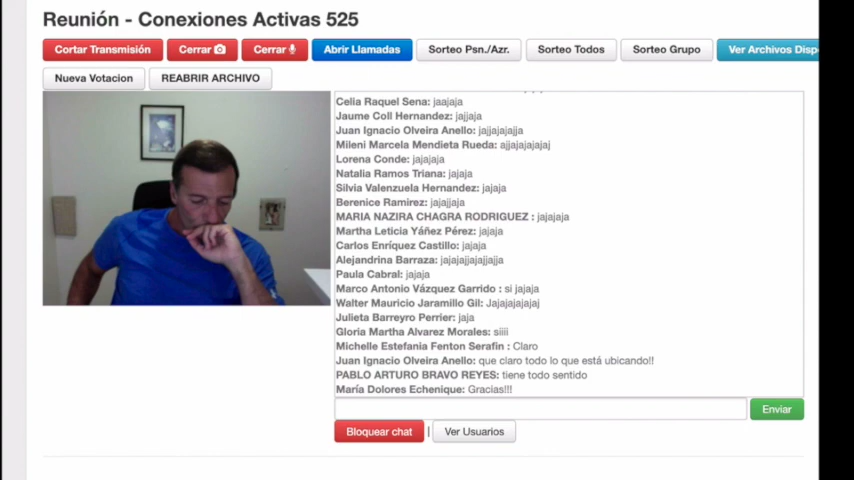 Reunión - Conexiones Activas 525
Cortar Transmisión Cerrar Cerrar Abrir Llamadas Sorteo Psn./Azr. Sorteo Todos Sorteo Grupo Ver Archivos Disp
Nueva Votacion REABRIR ARCHIVO
Celia Raquel Sena: jaajaja
Jaume Coll Hernandez: jajjaja
Juan Ignacio Olveira Anello: jajjajajajja
Mileni Marcela Mendieta Rueda: ajjajajajajaj
Lorena Conde: jajajaja
Natalia Ramos Triana: jajaja
Silvia Valenzuela Hernandez: jajaja
Berenice Ramirez: jajajjaja
MARIA NAZIRA CHAGRA RODRIGUEZ : jajajaja
Martha Leticia Yáñez Pérez: jajaja
Carlos Enríquez Castillo: jajaja
Alejandrina Barraza: jajajajjajajjajja
Paula Cabral: jajaja
Marco Antonio Vázquez Garrido : si jajaja
Walter Mauricio Jaramillo Gil: Jajajajajajaj
Julieta Barreyro Perrier: jaja
Gloria Martha Alvarez Morales: siiii
Michelle Estefania Fenton Serafin : Claro
Juan Ignacio Olveira Anello: que claro todo lo que está ubicando!!
PABLO ARTURO BRAVO REYES: tiene todo sentido
María Dolores Echenique: Gracias!!!
Enviar
Bloquear chat | Ver Usuarios